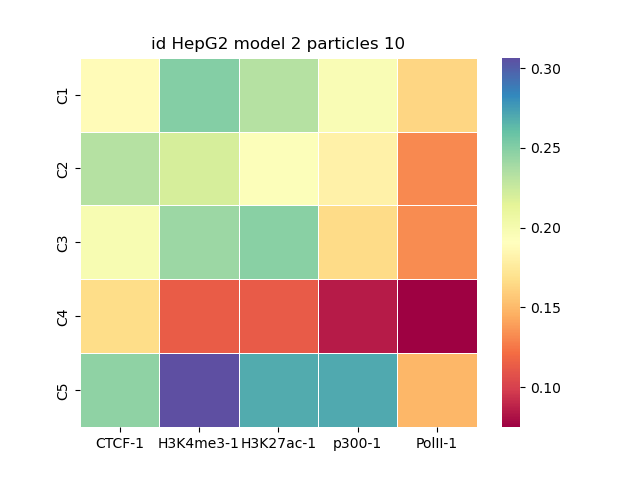 id HepG2 model 2 particles 10
C1
C2
C3
C4
C5
CTCF-1 H3K4me3-1 H3K27ac-1 p300-1 PolII-1
0.30
0.25
0.20
0.15
0.10